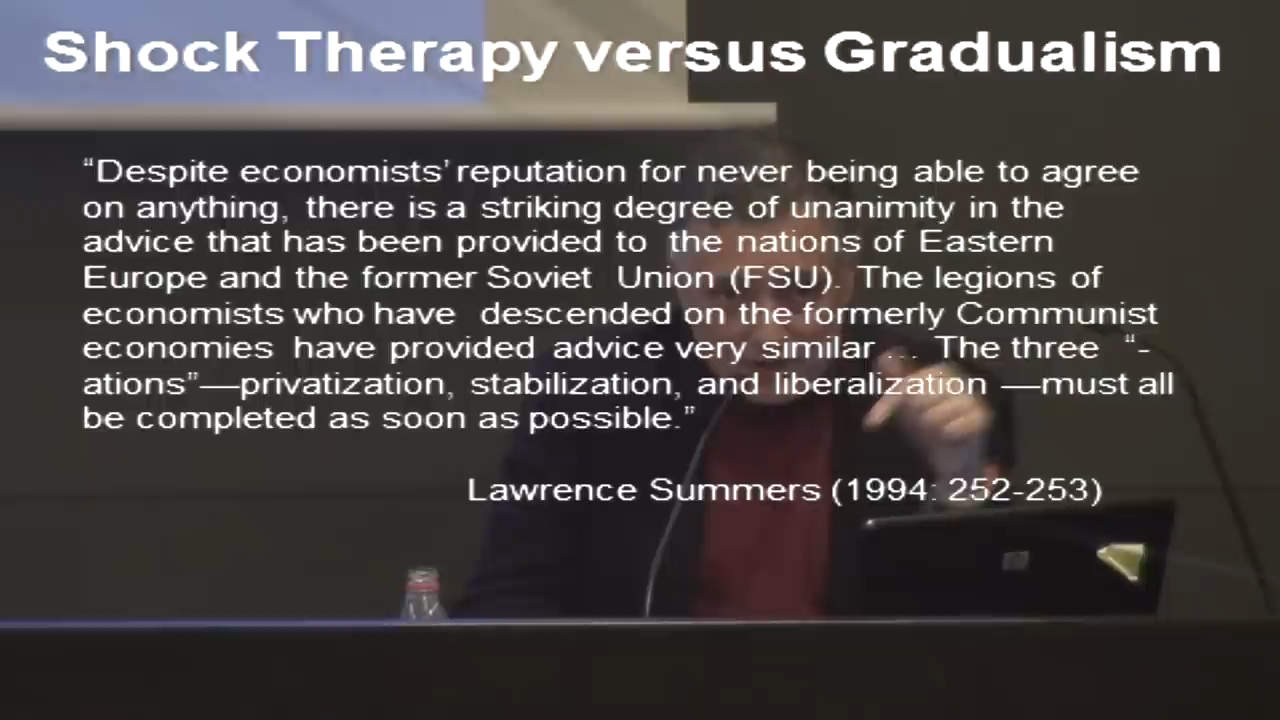 Shock Therapy versus Gradualism
“Despite economists’ reputation for never being able to agree
on anything, there is a striking degree of unanimity in the
advice that has been provided to the nations of Eastern
Europe and the former Soviet Union (FSU). The legions of
economists who have descended on the formerly Communist
economies have provided advice very similar ... The three “-
ations”—privatization, stabilization, and liberalization —must all
be completed as soon as possible.”
Lawrence Summers (1994: 252-253)